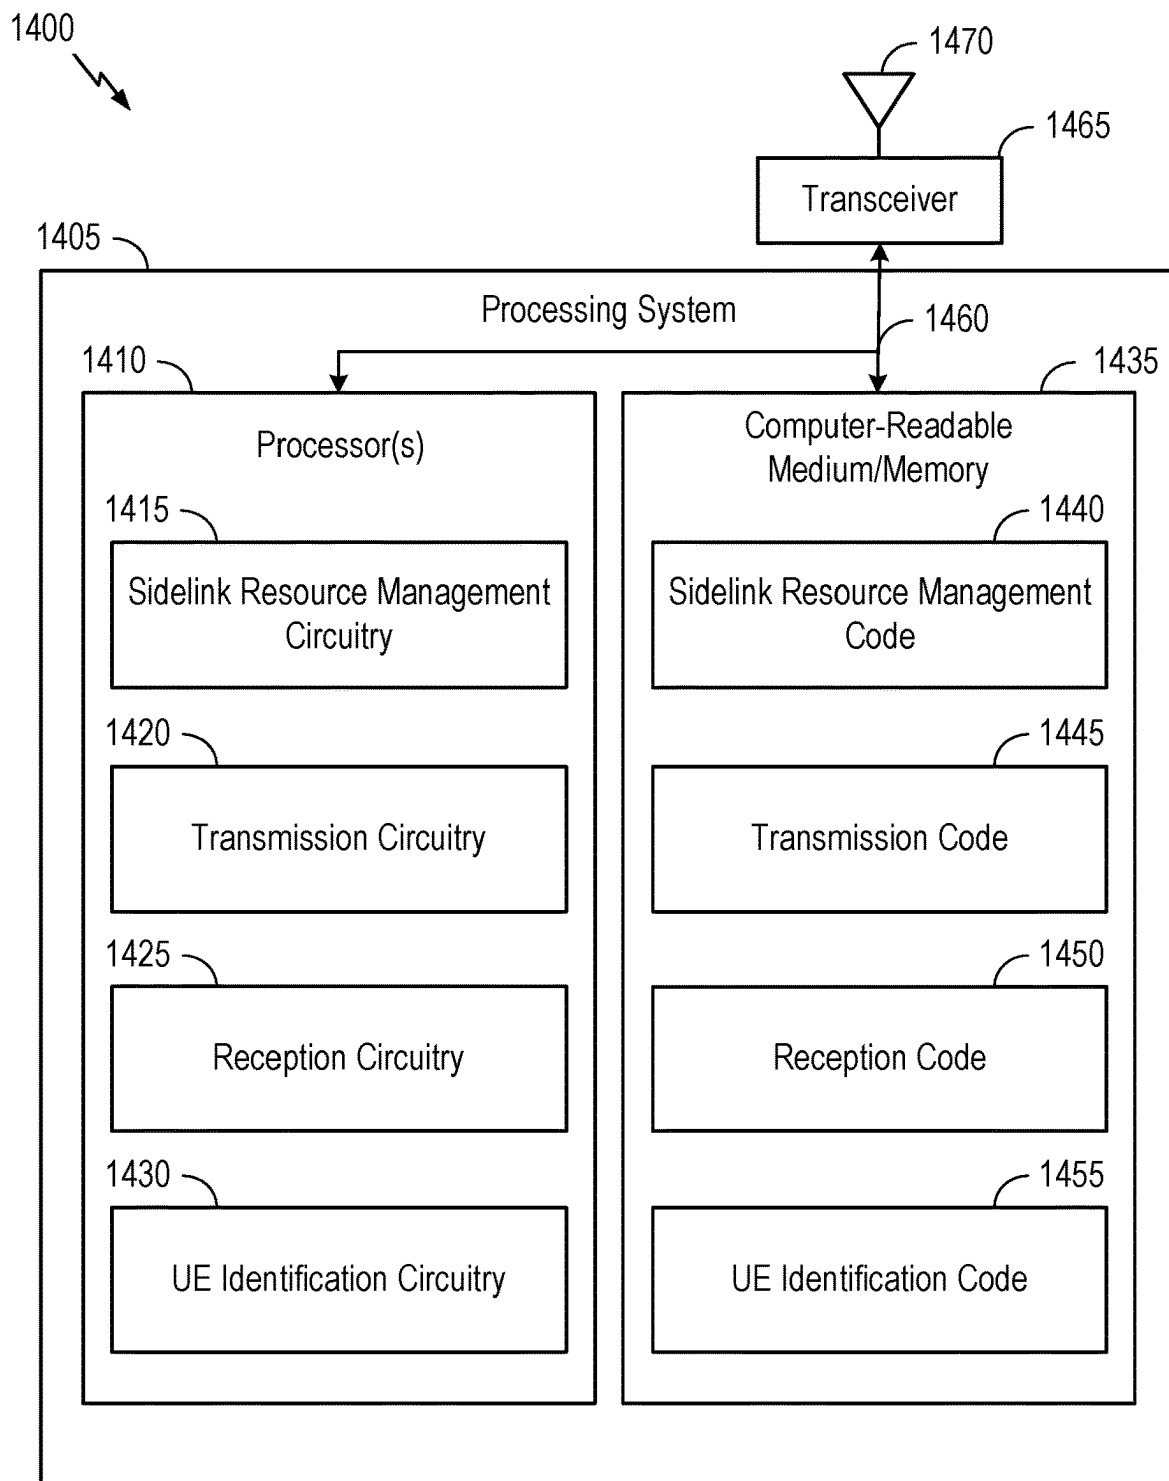 1400
1470
1465
Transceiver
1405
Processing System
1460
1410
1435
Processor(s)
Computer-Readable
Medium/Memory
1415
1440
Sidelink Resource Management
Circuitry
Sidelink Resource Management
Code
1420
1445
Transmission Circuitry
Transmission Code
1425
1450
Reception Circuitry
Reception Code
1430
1455
UE Identification Circuitry
UE Identification Code